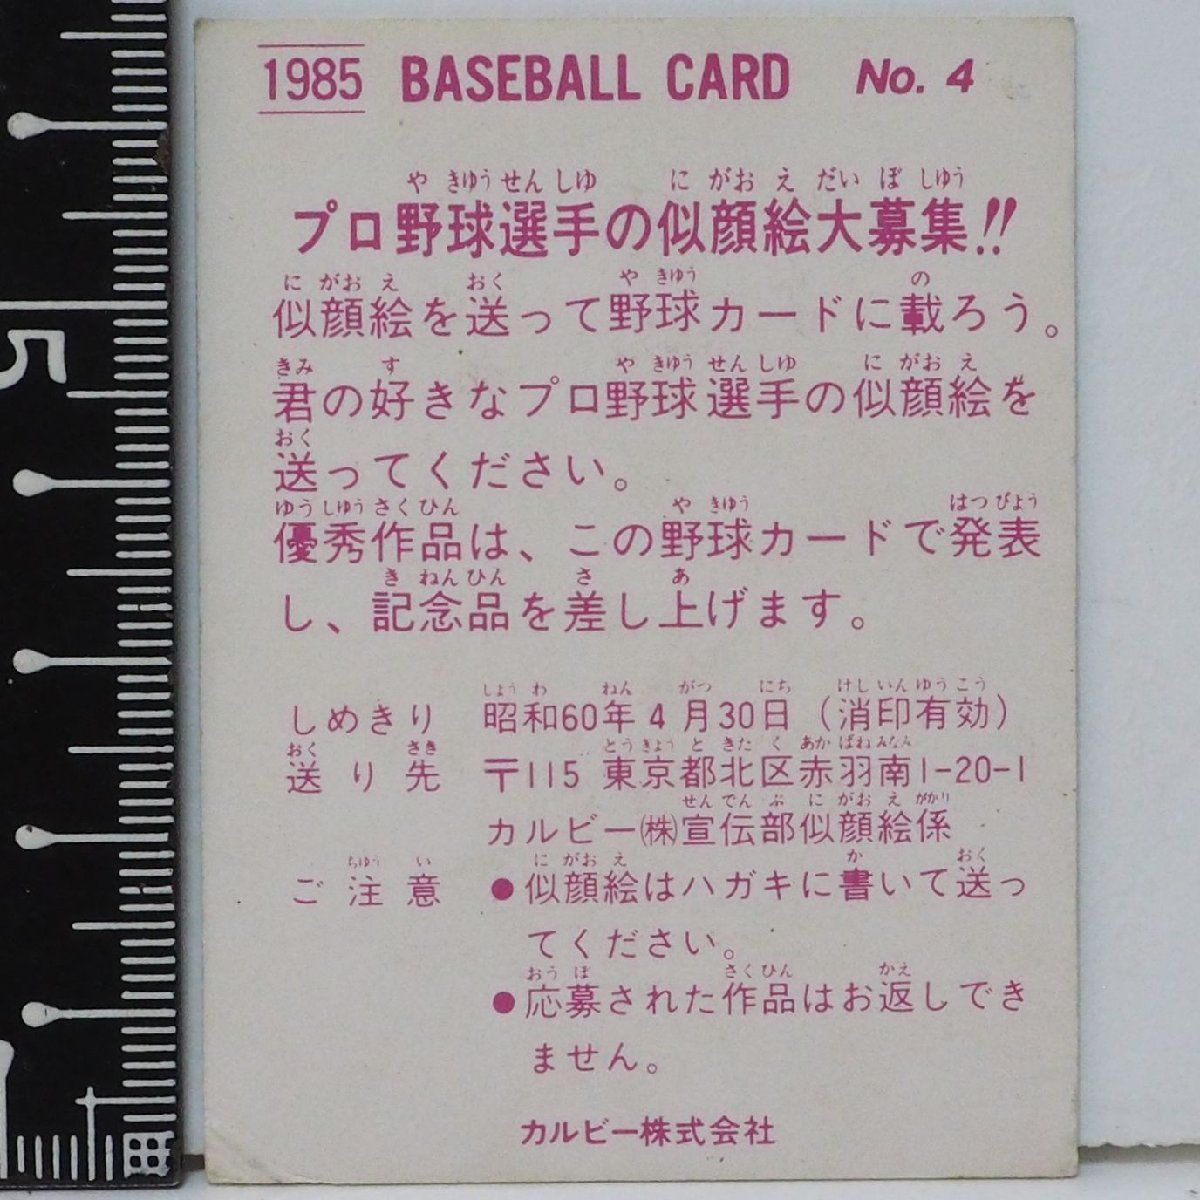 1985 BASEBALL CARD No. 4
や きゆう せん しゆ に がお え だい ぼ しゆう
プロ野球選手の似顔絵大募集!!
に がお え おく や きゆう の
似顔絵を送って野球カードに載ろう。
きみ す や きゆう せん しゆ に がお え
君の好きなプロ野球選手の似顔絵を
おく
送ってください。
ゆう しゆう さく ひん や きゆう はつ ぴょう
優秀作品は、この野球カードで発表
き ねん ひん さ あ
し、記念品を差し上げます。
しょう わ ねん がつ にち けし いん ゆう こう
しめきり 昭和60年4月30日(消印有効)
おく さき とう きょう と きた く あか ばね みなみ
送り先 〒115 東京都北区赤羽南1-20-1
せん でん ぶ に がお え がかり
カルビー㈱宣伝部似顔絵係
ちゆう い に がお え か おく
ご注意 ●似顔絵はハガキに書いて送っ
てください。
おう ぼ さく ひん かえ
●応募された作品はお返しでき
ません。
カルビー株式会社
5